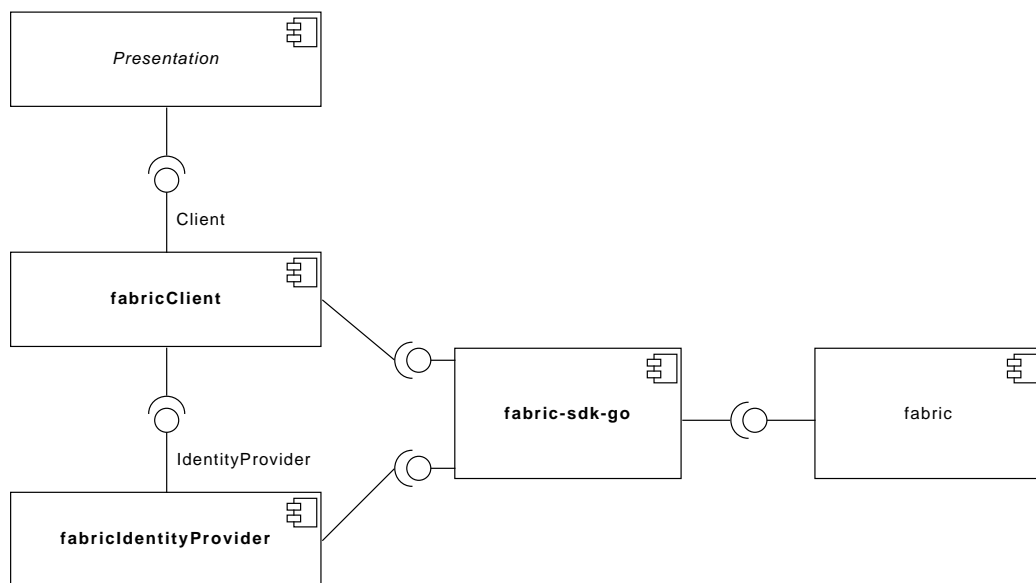 Presentation
Client
fabricClient
fabric-sdk-go
fabric
IdentityProvider
fabricIdentityProvider